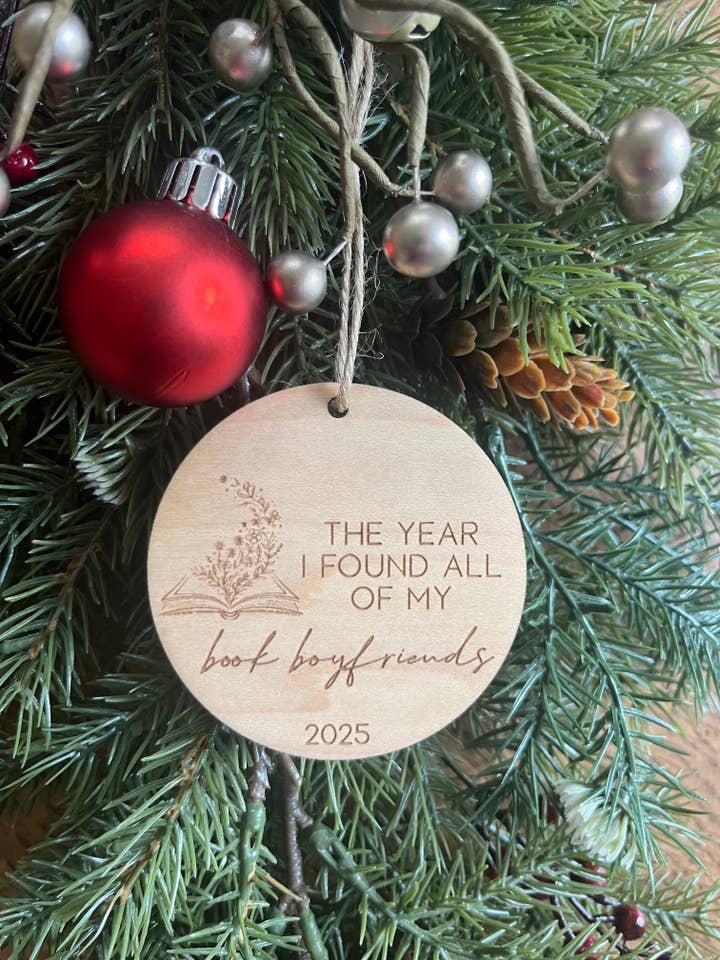 THE YEAR
I FOUND ALL
OF MY
book boyfriends
2025